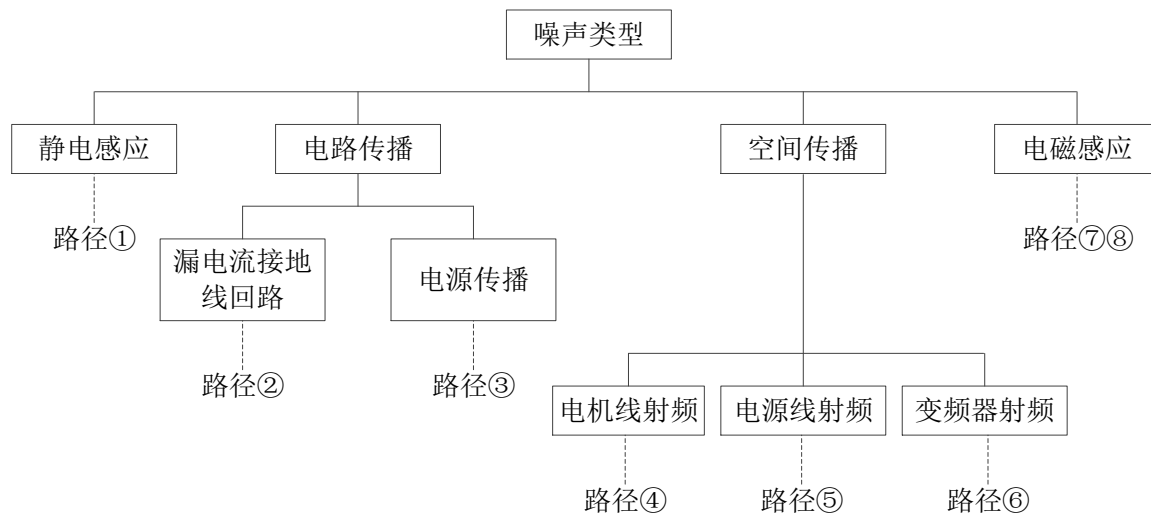 噪声类型
静电感应
电路传播
空间传播
电磁感应
路径①
路径⑦⑧
漏电流接地
线回路
电源传播
路径②
路径③
电机线射频
电源线射频
变频器射频
路径④
路径⑤
路径⑥